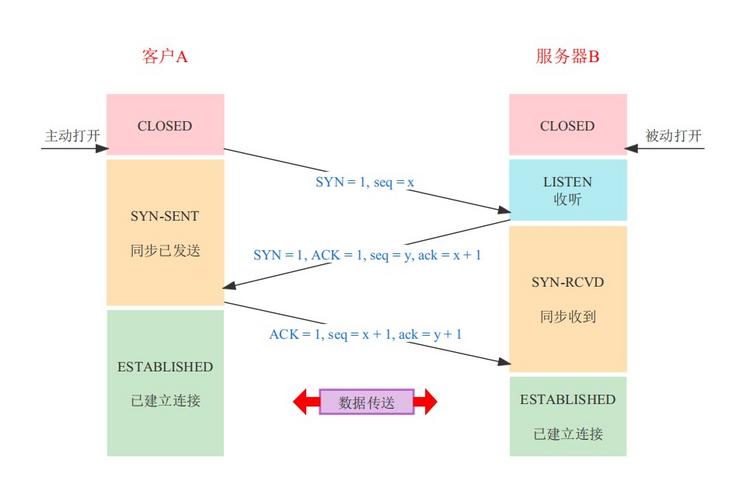 客户A
服务器B
CLOSED
CLOSED
主动打开
被动打开
SYN = 1, seq = x
LISTEN
收听
SYN-SENT
同步已发送
SYN = 1, ACK = 1, seq = y, ack = x + 1
SYN-RCVD
同步收到
ACK = 1, seq = x + 1, ack = y + 1
ESTABLISHED
已建立连接
数据传送
ESTABLISHED
已建立连接